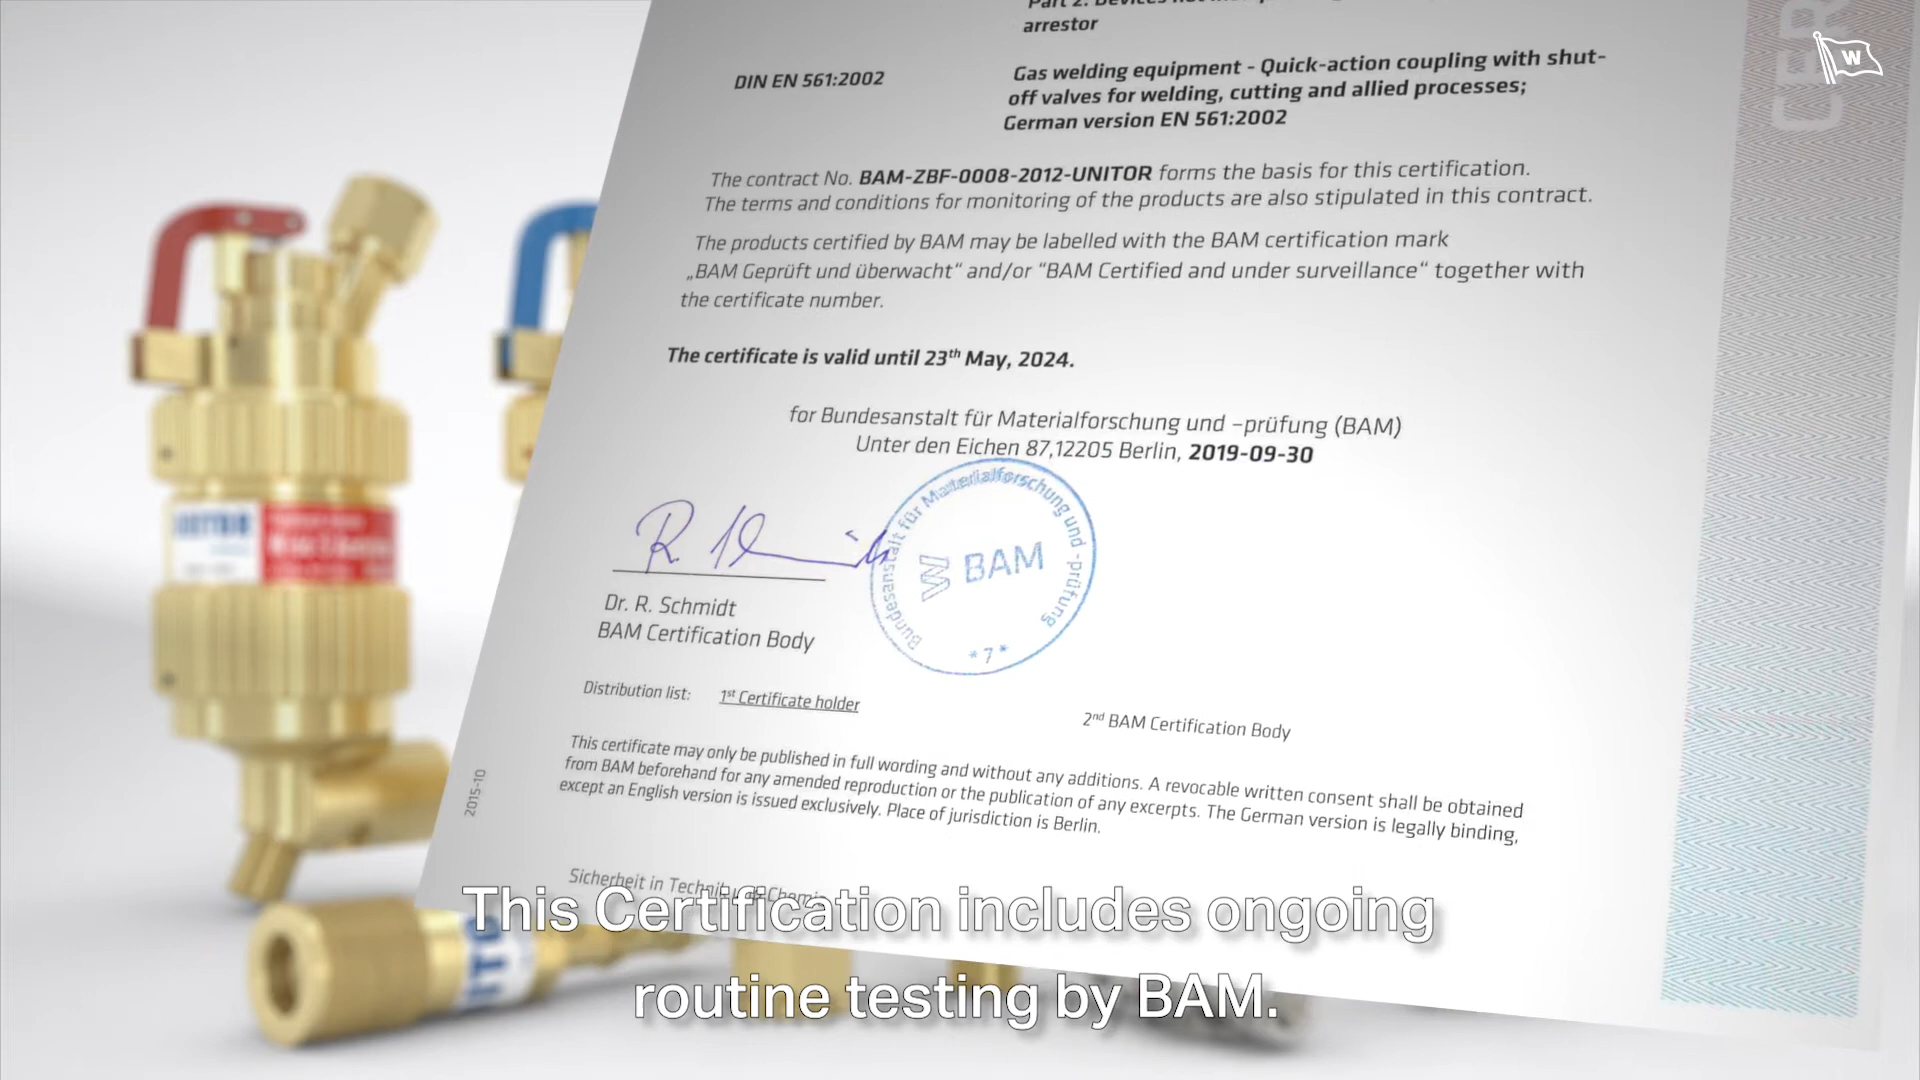 arrestor
DIN EN 561:2002
Gas welding equipment - Quick-action coupling with shut-
off valves for welding, cutting and allied processes;
German version EN 561:2002
The contract No. BAM-ZBF-0008-2012-UNITOR forms the basis for this certification.
The terms and conditions for monitoring of the products are also stipulated in this contract.
The products certified by BAM may be labelled with the BAM certification mark
„BAM Geprüft und überwacht“ and/or “BAM Certified and under surveillance“ together with
the certificate number.
The certificate is valid until 23th May, 2024.
for Bundesanstalt für Materialforschung und –prüfung (BAM)
Unter den Eichen 87,12205 Berlin, 2019-09-30
Bundesanstalt für Materialforschung und -prüfung
BAM
* 7 *
Dr. R. Schmidt
BAM Certification Body
Distribution list: 1st Certificate holder
2nd BAM Certification Body
This certificate may only be published in full wording and without any additions. A revocable written consent shall be obtained
from BAM beforehand for any amended reproduction or the publication of any excerpts. The German version is legally binding,
except an English version is issued exclusively. Place of jurisdiction is Berlin.
2015-10
Sicherheit in Technik und Chemie
This Certification includes ongoing
routine testing by BAM.
CER
W